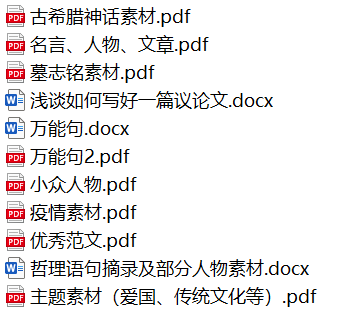 古希腊神话素材.pdf
名言、人物、文章.pdf
墓志铭素材.pdf
浅谈如何写好一篇议论文.docx
万能句.docx
万能句2.pdf
小众人物.pdf
疫情素材.pdf
优秀范文.pdf
哲理语句摘录及部分人物素材.docx
主题素材（爱国、传统文化等）.pdf